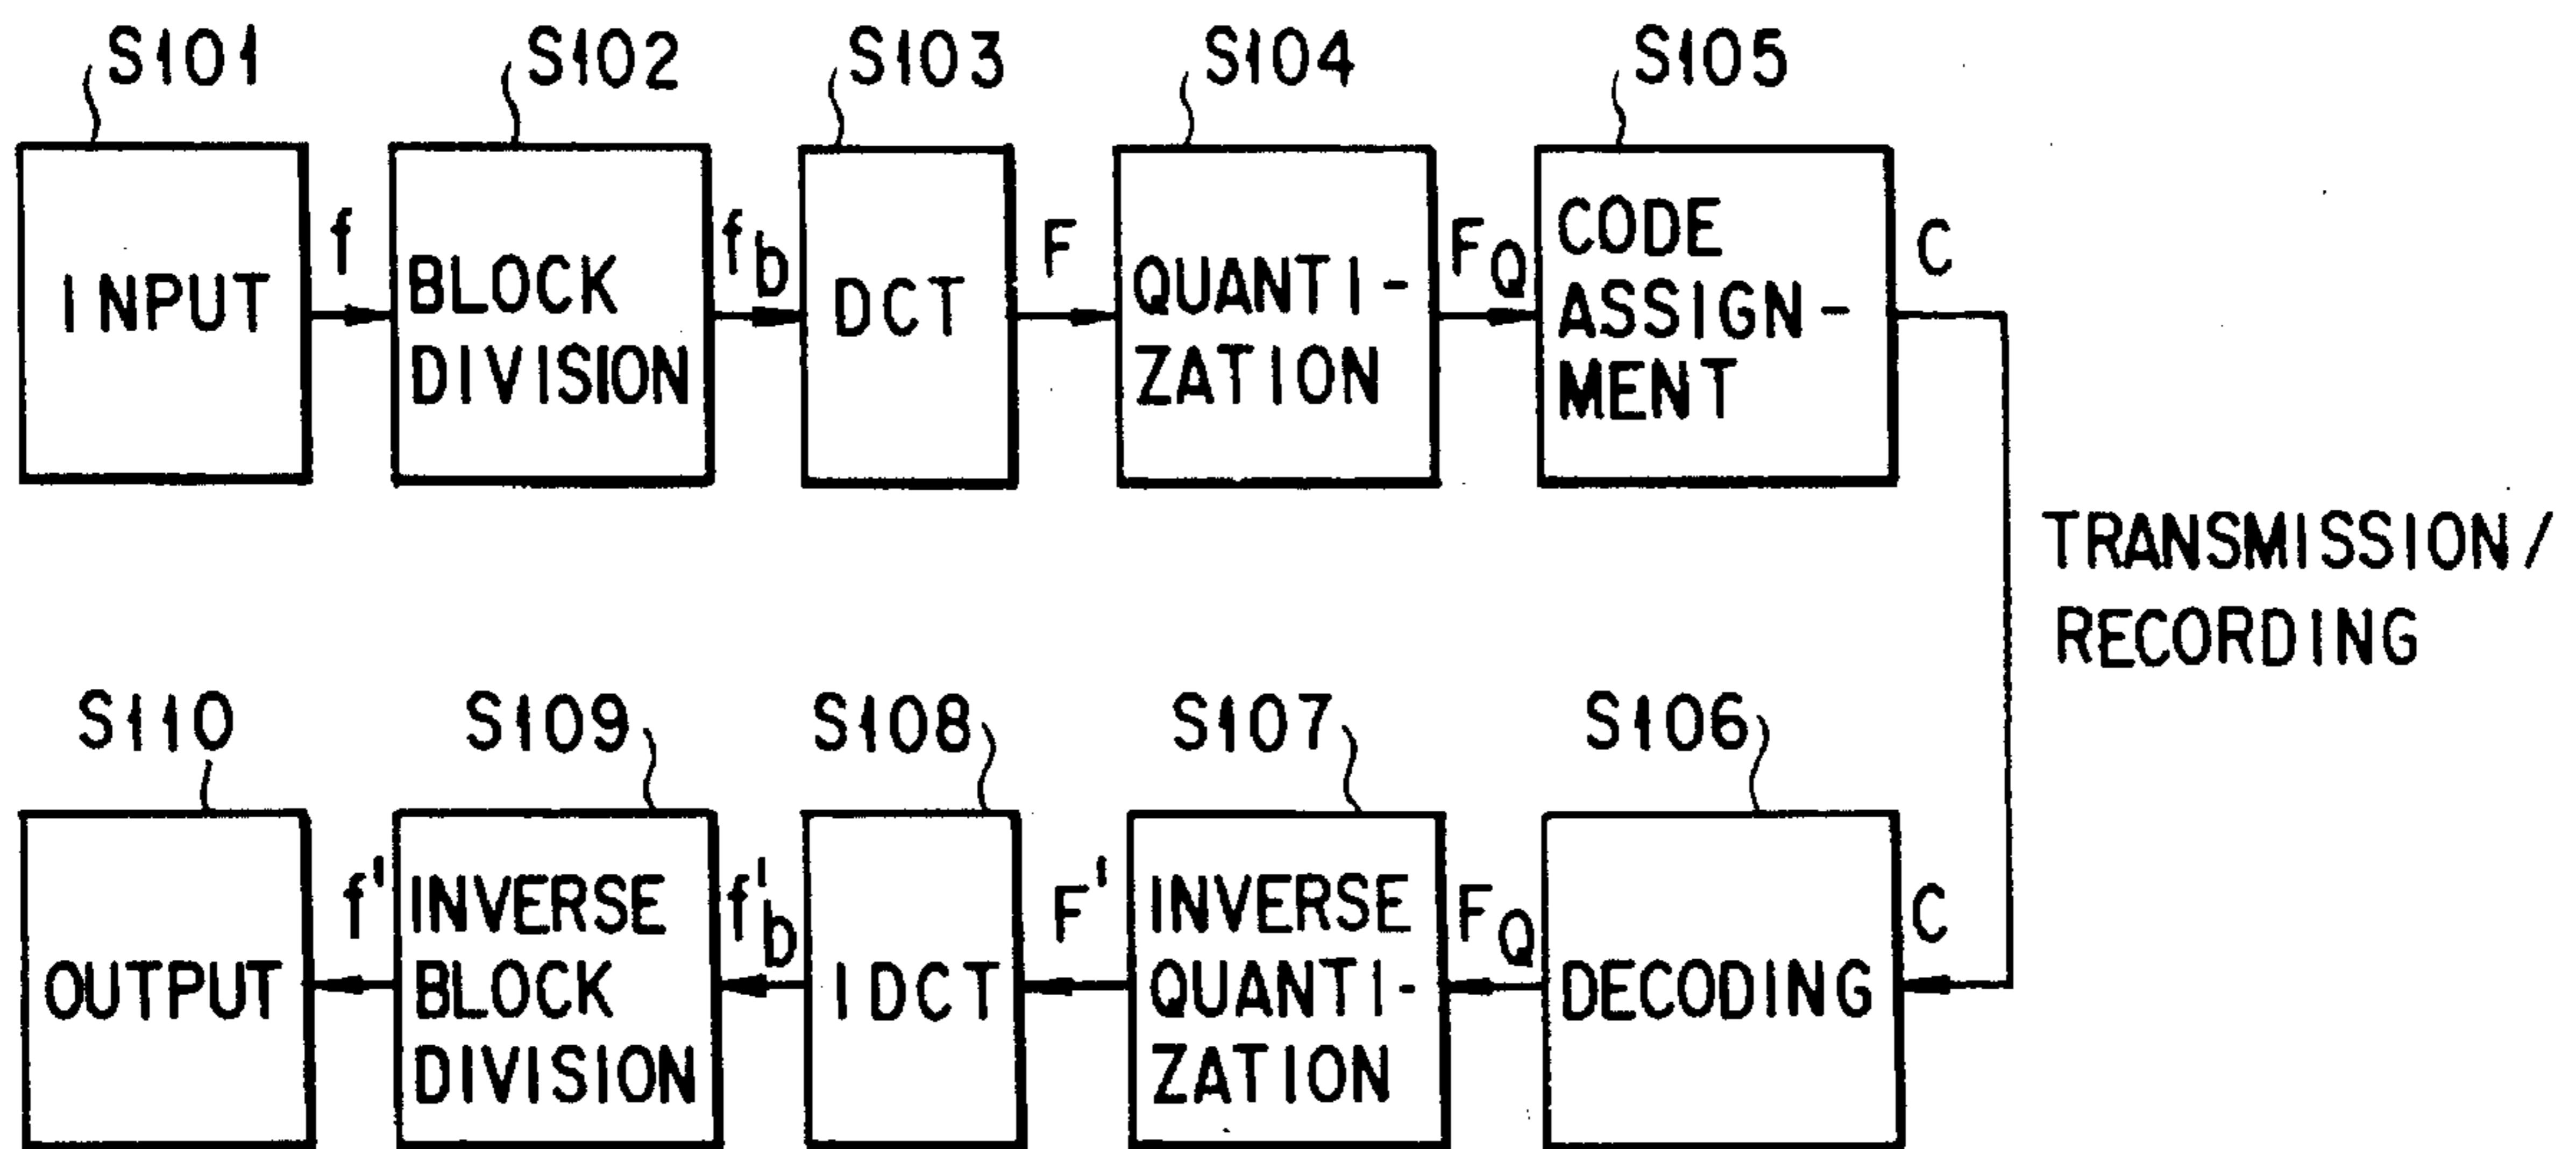 S101
S102
S103
S104
S105
INPUT
f
BLOCK
DIVISION
fb
DCT
F
QUANTI-
ZATION
FQ
CODE
ASSIGN-
MENT
C
TRANSMISSION/
RECORDING
S110
S109
S108
S107
S106
OUTPUT
f'
INVERSE
BLOCK
DIVISION
f'b
IDCT
F'
INVERSE
QUANTI-
ZATION
FQ
DECODING
C